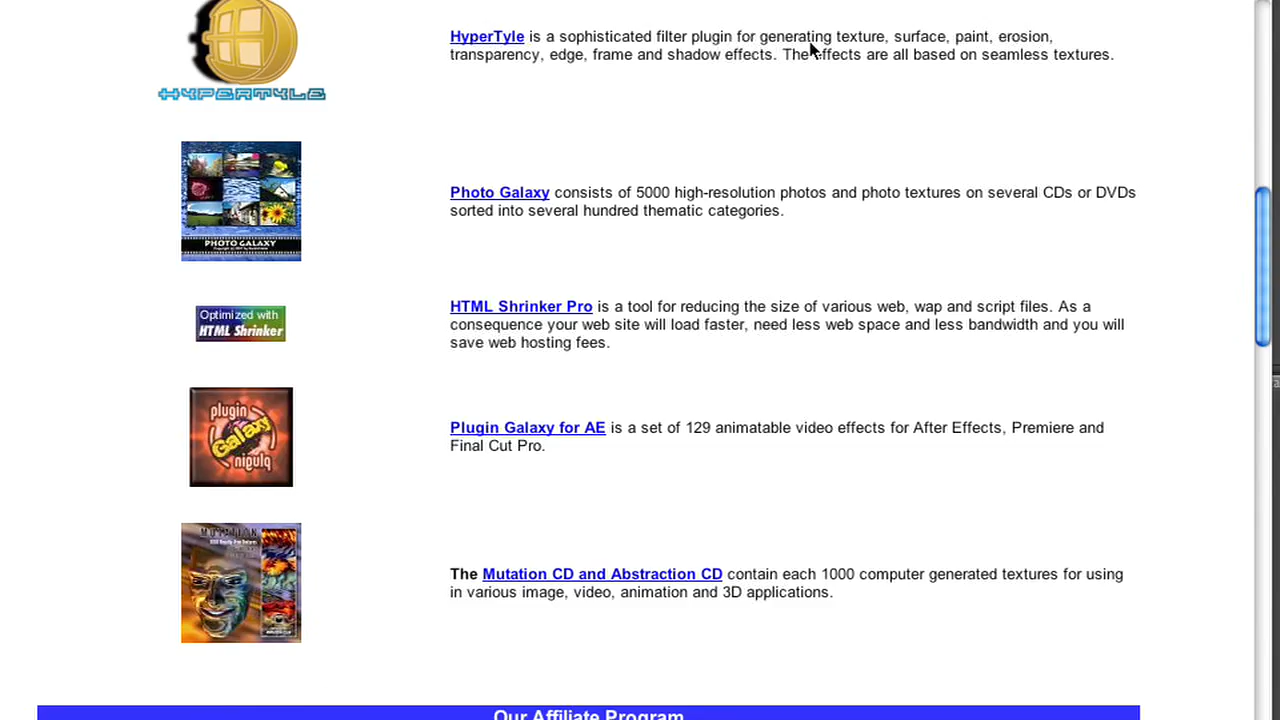 HyperTyle is a sophisticated filter plugin for generating texture, surface, paint, erosion,
transparency, edge, frame and shadow effects. The effects are all based on seamless textures.
HYPERTYLE
Photo Galaxy consists of 5000 high-resolution photos and photo textures on several CDs or DVDs
sorted into several hundred thematic categories.
PHOTO GALAXY
HTML Shrinker Pro is a tool for reducing the size of various web, wap and script files. As a
consequence your web site will load faster, need less web space and less bandwidth and you will
save web hosting fees.
Optimized with
HTML Shrinker
Plugin Galaxy for AE is a set of 129 animatable video effects for After Effects, Premiere and
Final Cut Pro.
plugin
Galaxy
plugin
The Mutation CD and Abstraction CD contain each 1000 computer generated textures for using
in various image, video, animation and 3D applications.
MUTATION
Our Affiliate Program